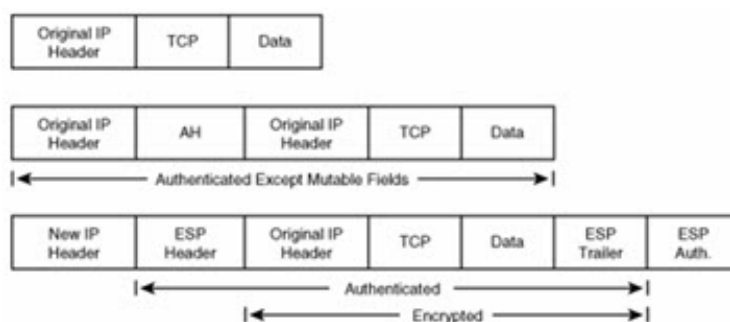 Original IP
Header
TCP
Data
Original IP
Header
AH
Original IP
Header
TCP
Data
Authenticated Except Mutable Fields
New IP
Header
ESP
Header
Original IP
Header
TCP
Data
ESP
Trailer
ESP
Auth.
Authenticated
Encrypted